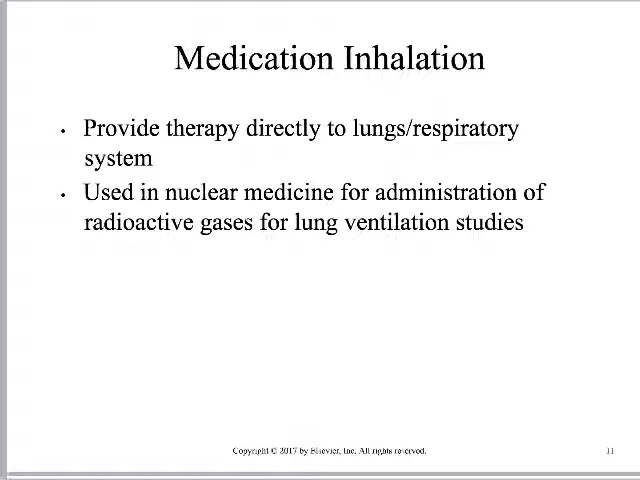 Medication Inhalation
• Provide therapy directly to lungs/respiratory
system
• Used in nuclear medicine for administration of
radioactive gases for lung ventilation studies
Copyright © 2017 by Elsevier, Inc. All rights reserved.
11